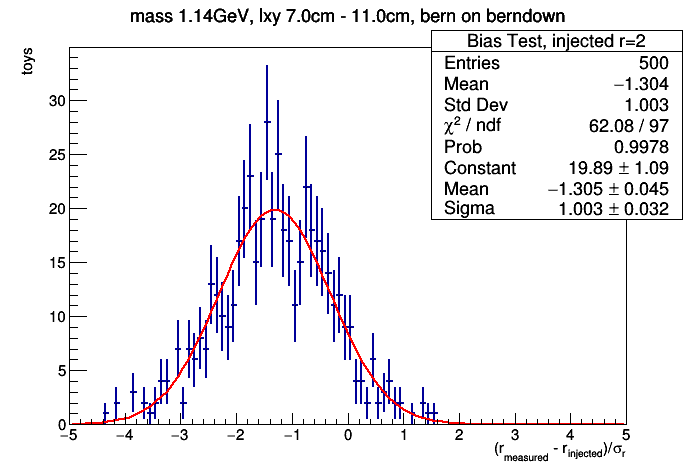 mass 1.14GeV, lxy 7.0cm - 11.0cm, bern on berndown
Bias Test, injected r=2
Entries 500
Mean −1.304
Std Dev 1.003
χ² / ndf 62.08 / 97
Prob 0.9978
Constant 19.89 ± 1.09
Mean −1.305 ± 0.045
Sigma 1.003 ± 0.032
toys
30
25
20
15
10
5
0
−5 −4 −3 −2 −1 0 1 2 3 4 5
(r_measured - r_injected)/σ_r